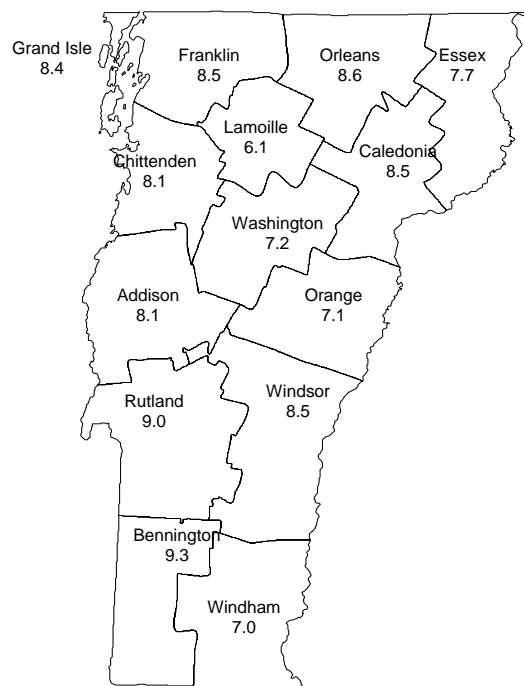 Grand Isle
8.4
Franklin
8.5
Orleans
8.6
Essex
7.7
Lamoille
6.1
Caledonia
8.5
Chittenden
8.1
Washington
7.2
Addison
8.1
Orange
7.1
Rutland
9.0
Windsor
8.5
Bennington
9.3
Windham
7.0